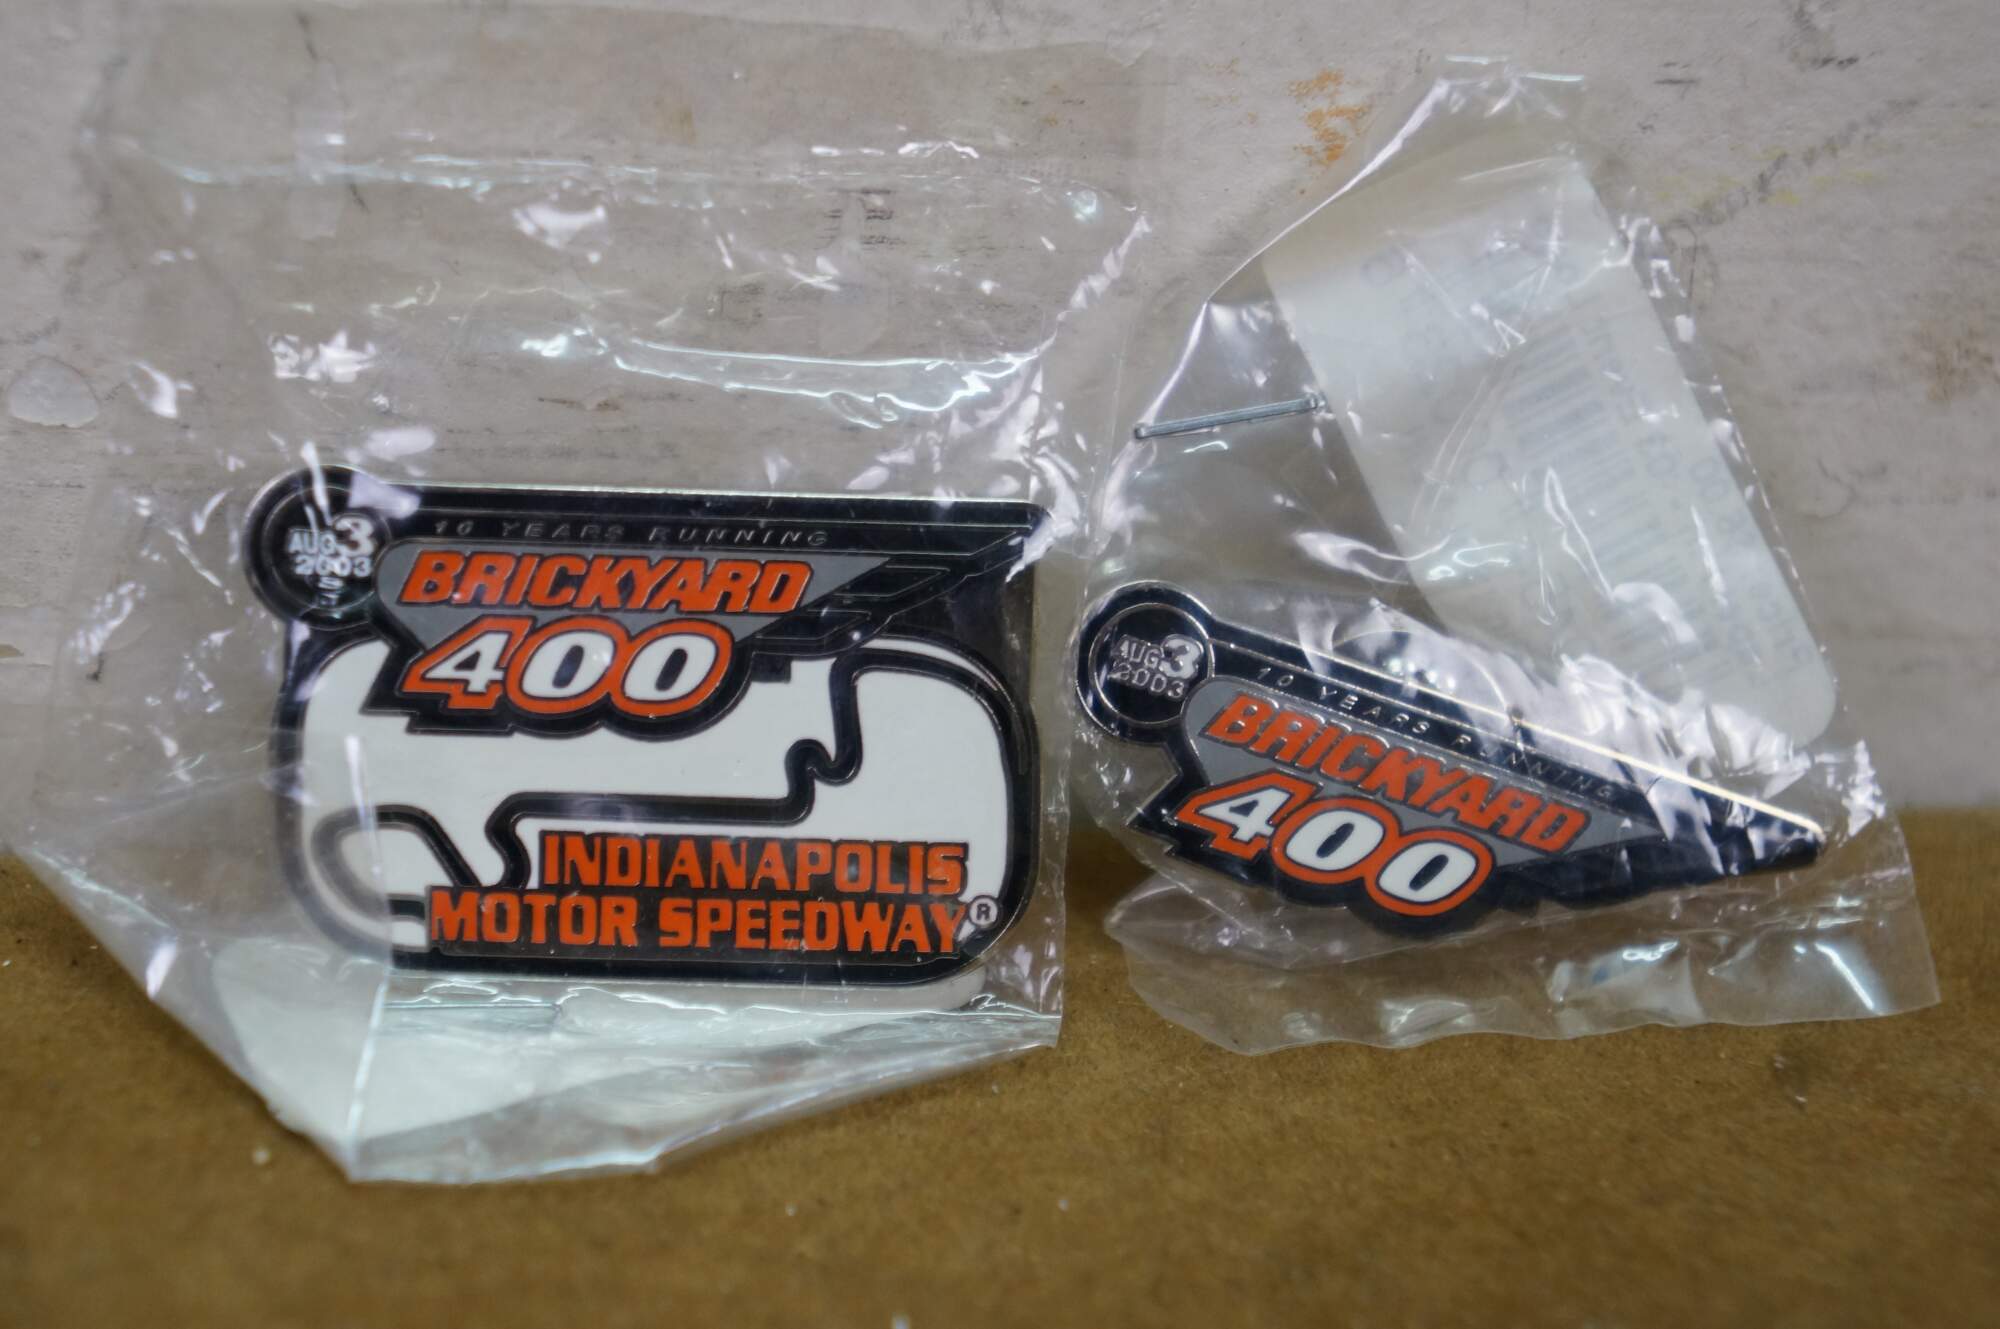 AUG 3
2003
10 YEARS RUNNING
BRICKYARD
400
INDIANAPOLIS
MOTOR SPEEDWAY®
AUG 3
2003
10 YEARS RUNNING
BRICKYARD
400